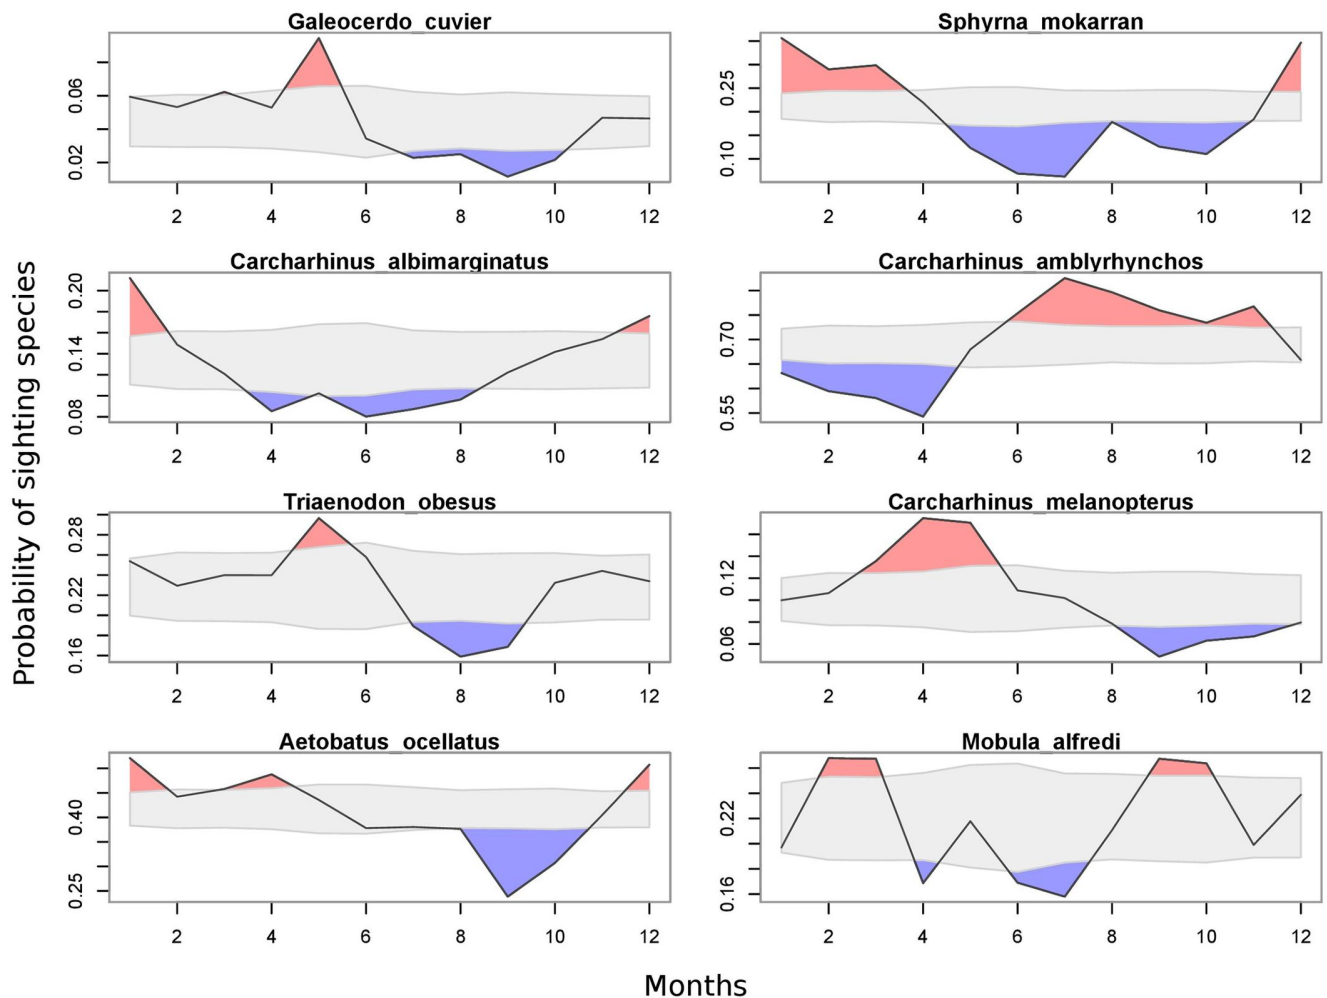 Galeocerdo_cuvier
0.02 0.06
2 4 6 8 10 12
Sphyrna_mokarran
0.10 0.25
2 4 6 8 10 12
Carcharhinus_albimarginatus
0.08 0.14 0.20
2 4 6 8 10 12
Carcharhinus_amblyrhynchos
0.55 0.70
2 4 6 8 10 12
Triaenodon_obesus
0.16 0.22 0.28
2 4 6 8 10 12
Carcharhinus_melanopterus
0.06 0.12
2 4 6 8 10 12
Aetobatus_ocellatus
0.25 0.40
2 4 6 8 10 12
Mobula_alfredi
0.16 0.22
2 4 6 8 10 12
Probability of sighting species
Months